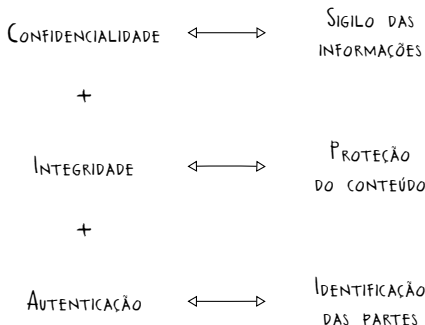 Confidencialidade
Sigilo das
informações
+
Integridade
Proteção
do conteúdo
+
Autenticação
Identificação
das partes